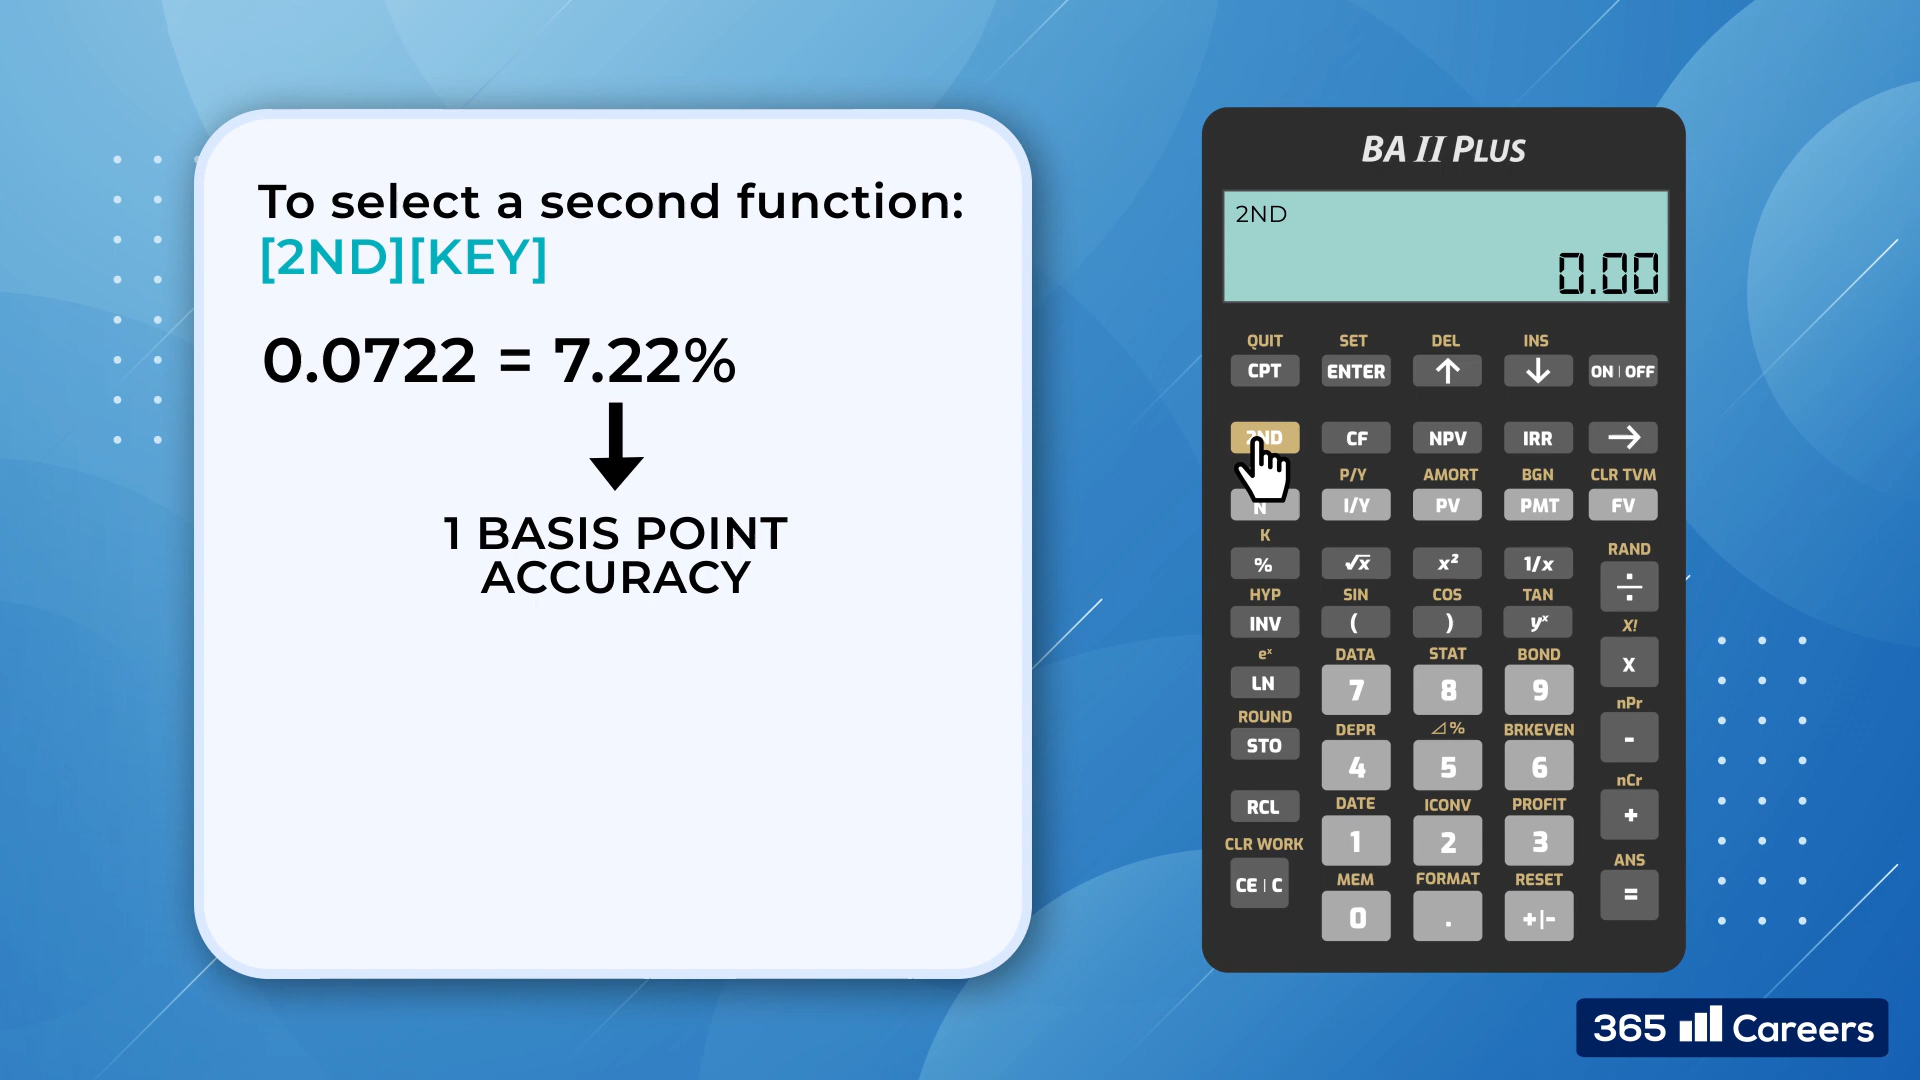 To select a second function:
[2ND][KEY]
0.0722 = 7.22%
1 BASIS POINT
ACCURACY
BA II PLUS
2ND
0.00
QUIT SET DEL INS
CPT ENTER ↑ ↓ ON | OFF
2ND CF NPV IRR →
P/Y AMORT BGN CLR TVM
N I/Y PV PMT FV
K
% √x x² 1/x
RAND
÷
HYP SIN COS TAN
INV ( ) yˣ
X!
x
eˣ DATA STAT BOND
LN 7 8 9
nPr
-
ROUND DEPR ⊿% BRKEVEN
STO 4 5 6
nCr
+
RCL
DATE ICONV PROFIT
1 2 3
CLR WORK
CE | C
MEM FORMAT RESET
0 . +|-
ANS
=
365 Careers